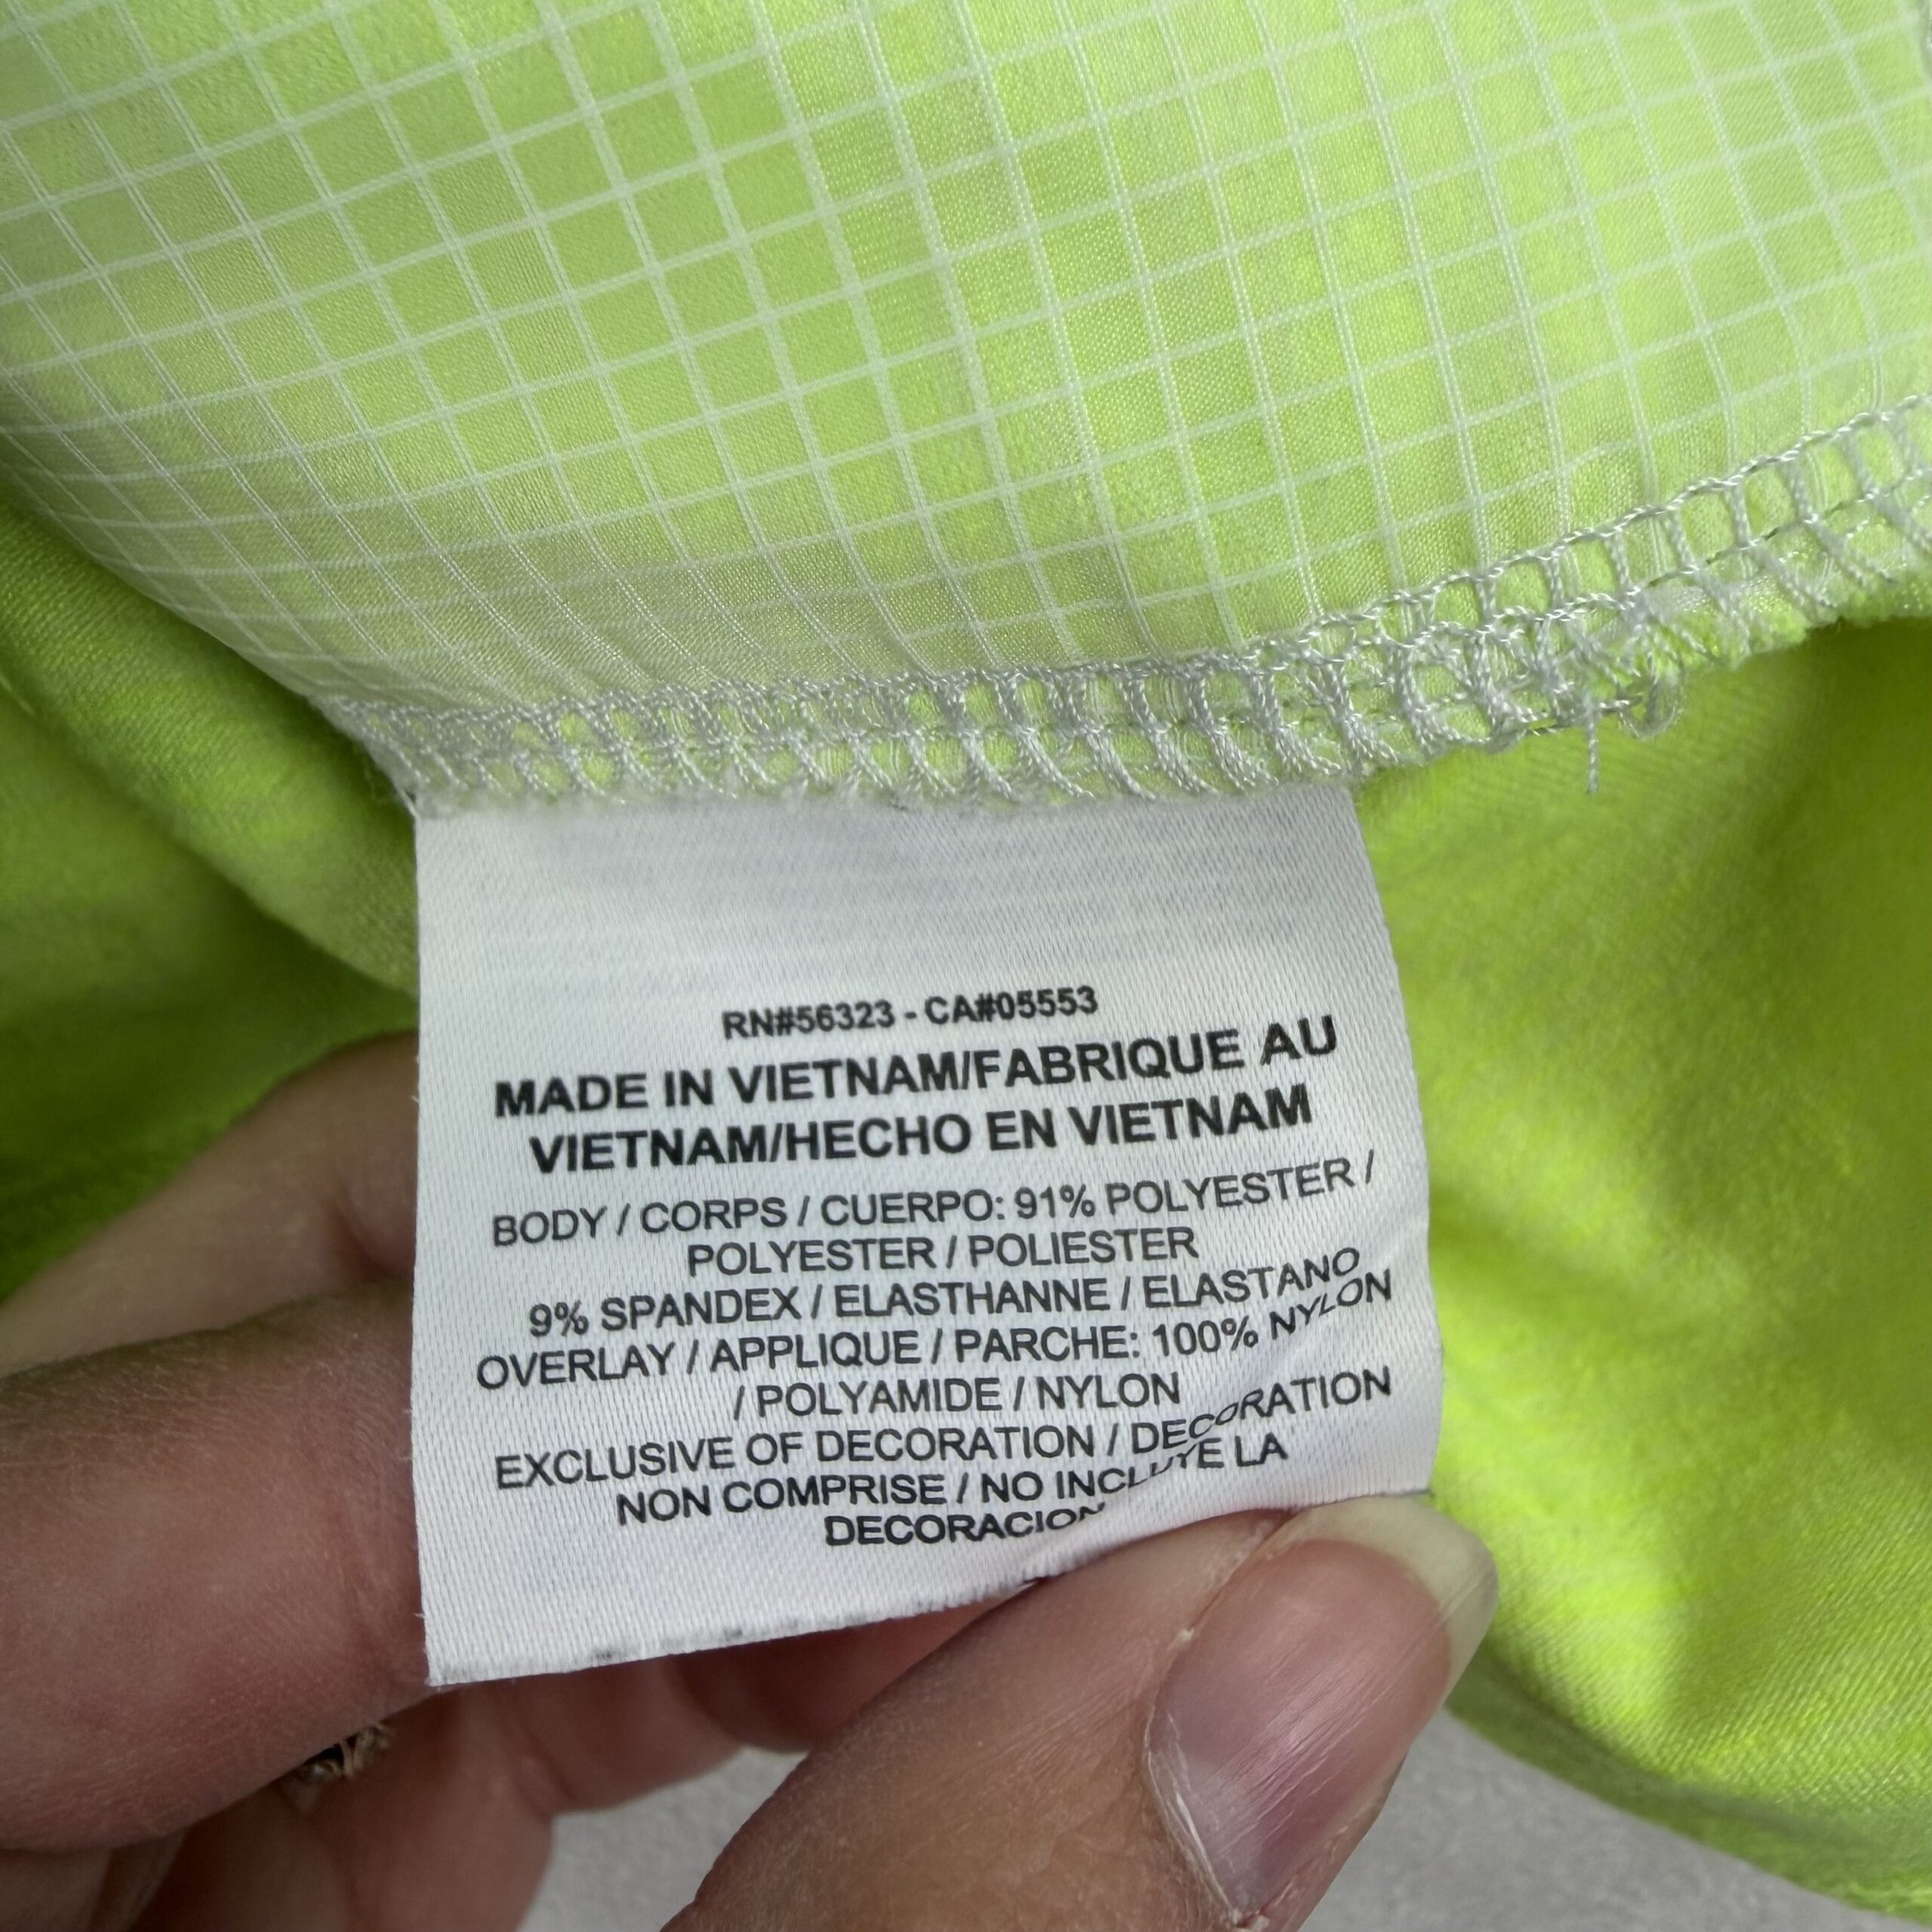 RN#56323 - CA#05553
MADE IN VIETNAM/FABRIQUE AU
VIETNAM/HECHO EN VIETNAM
BODY / CORPS / CUERPO: 91% POLYESTER /
POLYESTER / POLIESTER
9% SPANDEX / ELASTHANNE / ELASTANO
OVERLAY / APPLIQUE / PARCHE: 100% NYLON
/ POLYAMIDE / NYLON
EXCLUSIVE OF DECORATION / DECORATION
NON COMPRISE / NO INCLUYE LA
DECORACION